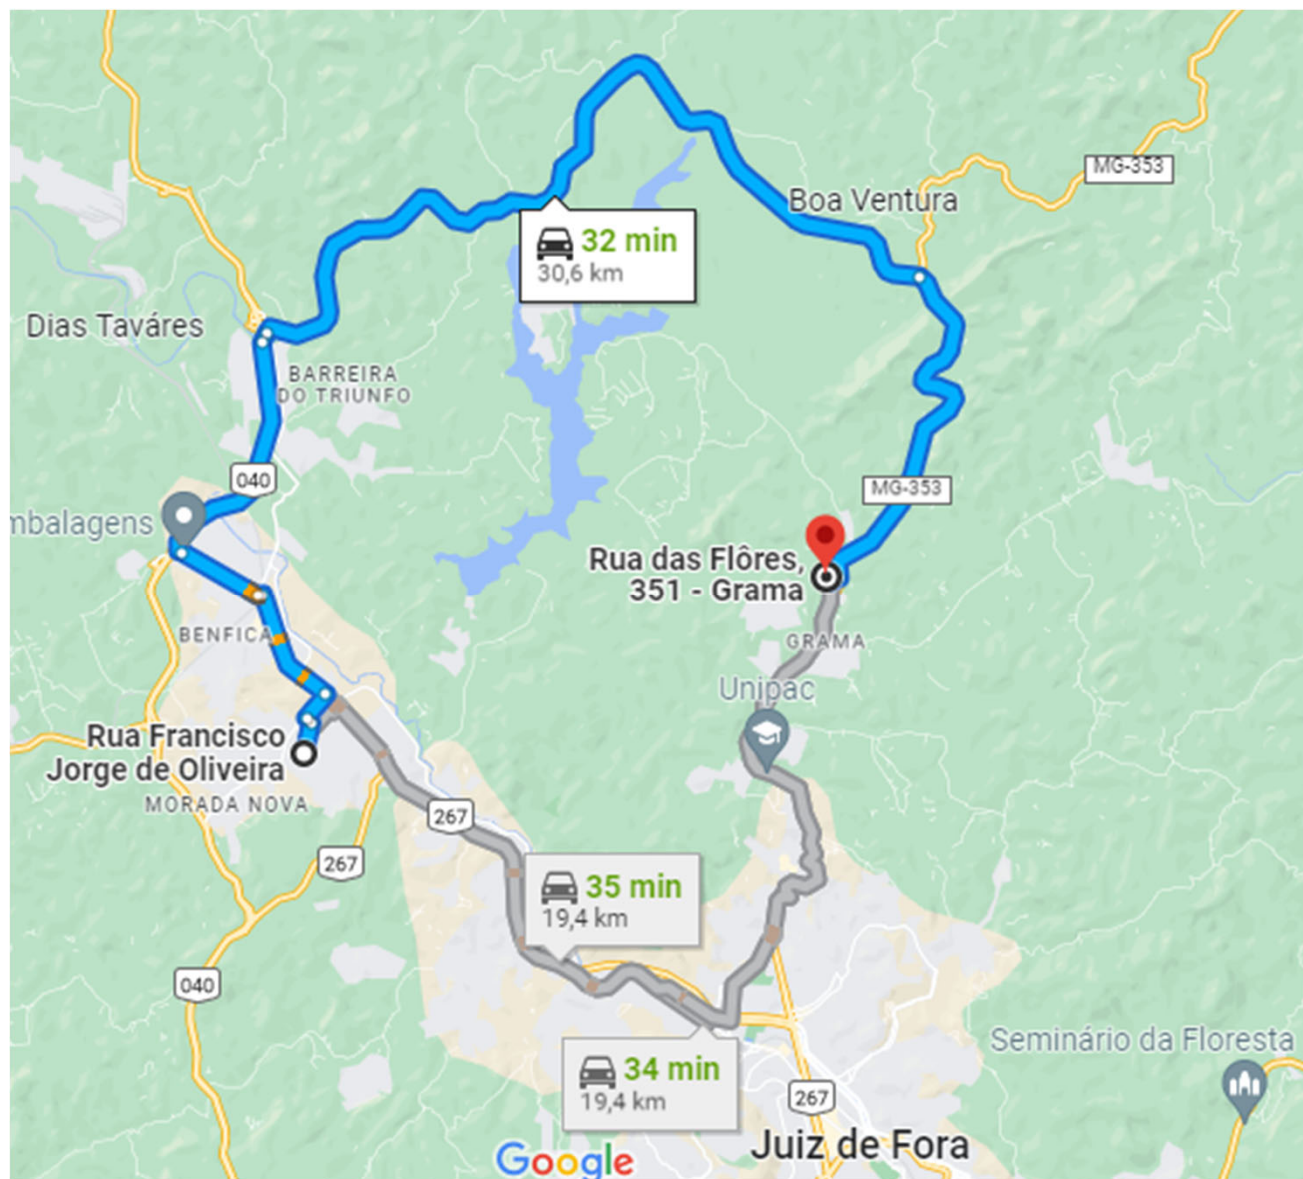 MG-353
Boa Ventura
32 min
30,6 km
Dias Taváres
BARREIRA
DO TRIUNFO
040
MG-353
mbalagens
Rua das Flôres,
351 - Grama
BENFICA
GRAMA
Unipac
Rua Francisco
Jorge de Oliveira
MORADA NOVA
267
267
35 min
19,4 km
040
Seminário da Floresta
34 min
19,4 km
267
Juiz de Fora
Google